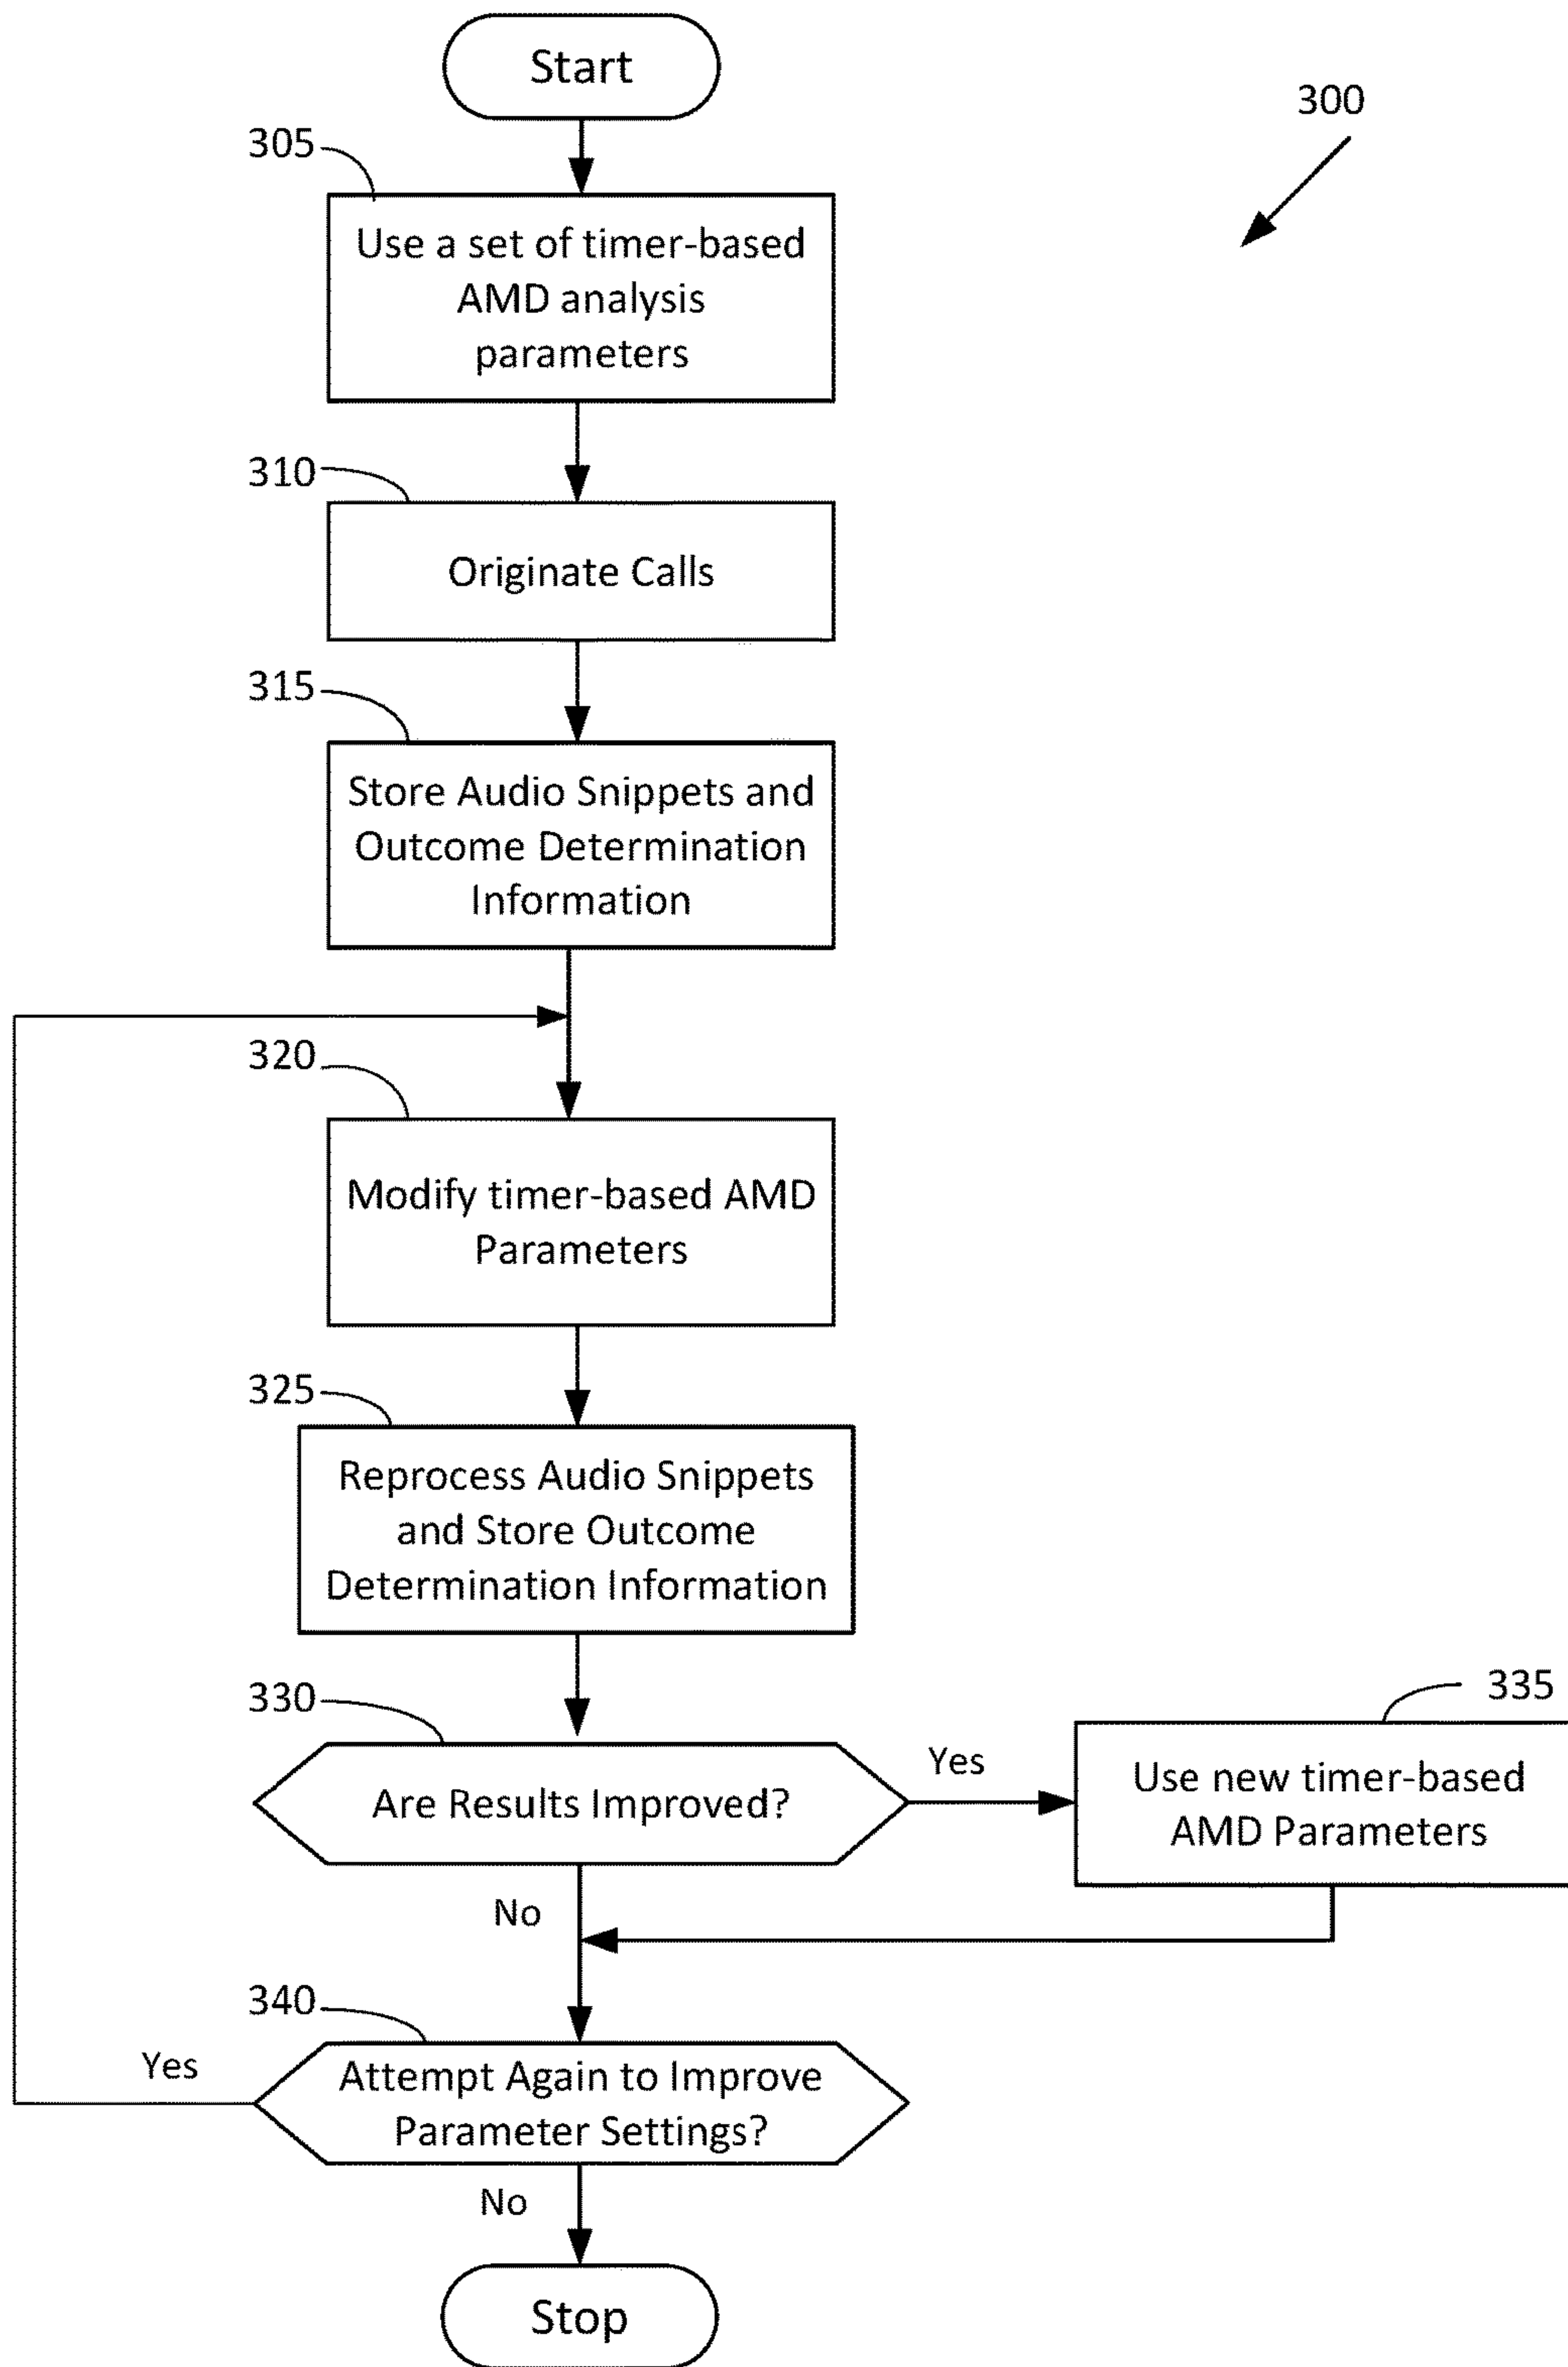 Start
300
305
Use a set of timer-based
AMD analysis
parameters
310
Originate Calls
315
Store Audio Snippets and
Outcome Determination
Information
320
Modify timer-based AMD
Parameters
325
Reprocess Audio Snippets
and Store Outcome
Determination Information
330
Are Results Improved?
Yes
335
Use new timer-based
AMD Parameters
No
340
Yes
Attempt Again to Improve
Parameter Settings?
No
Stop